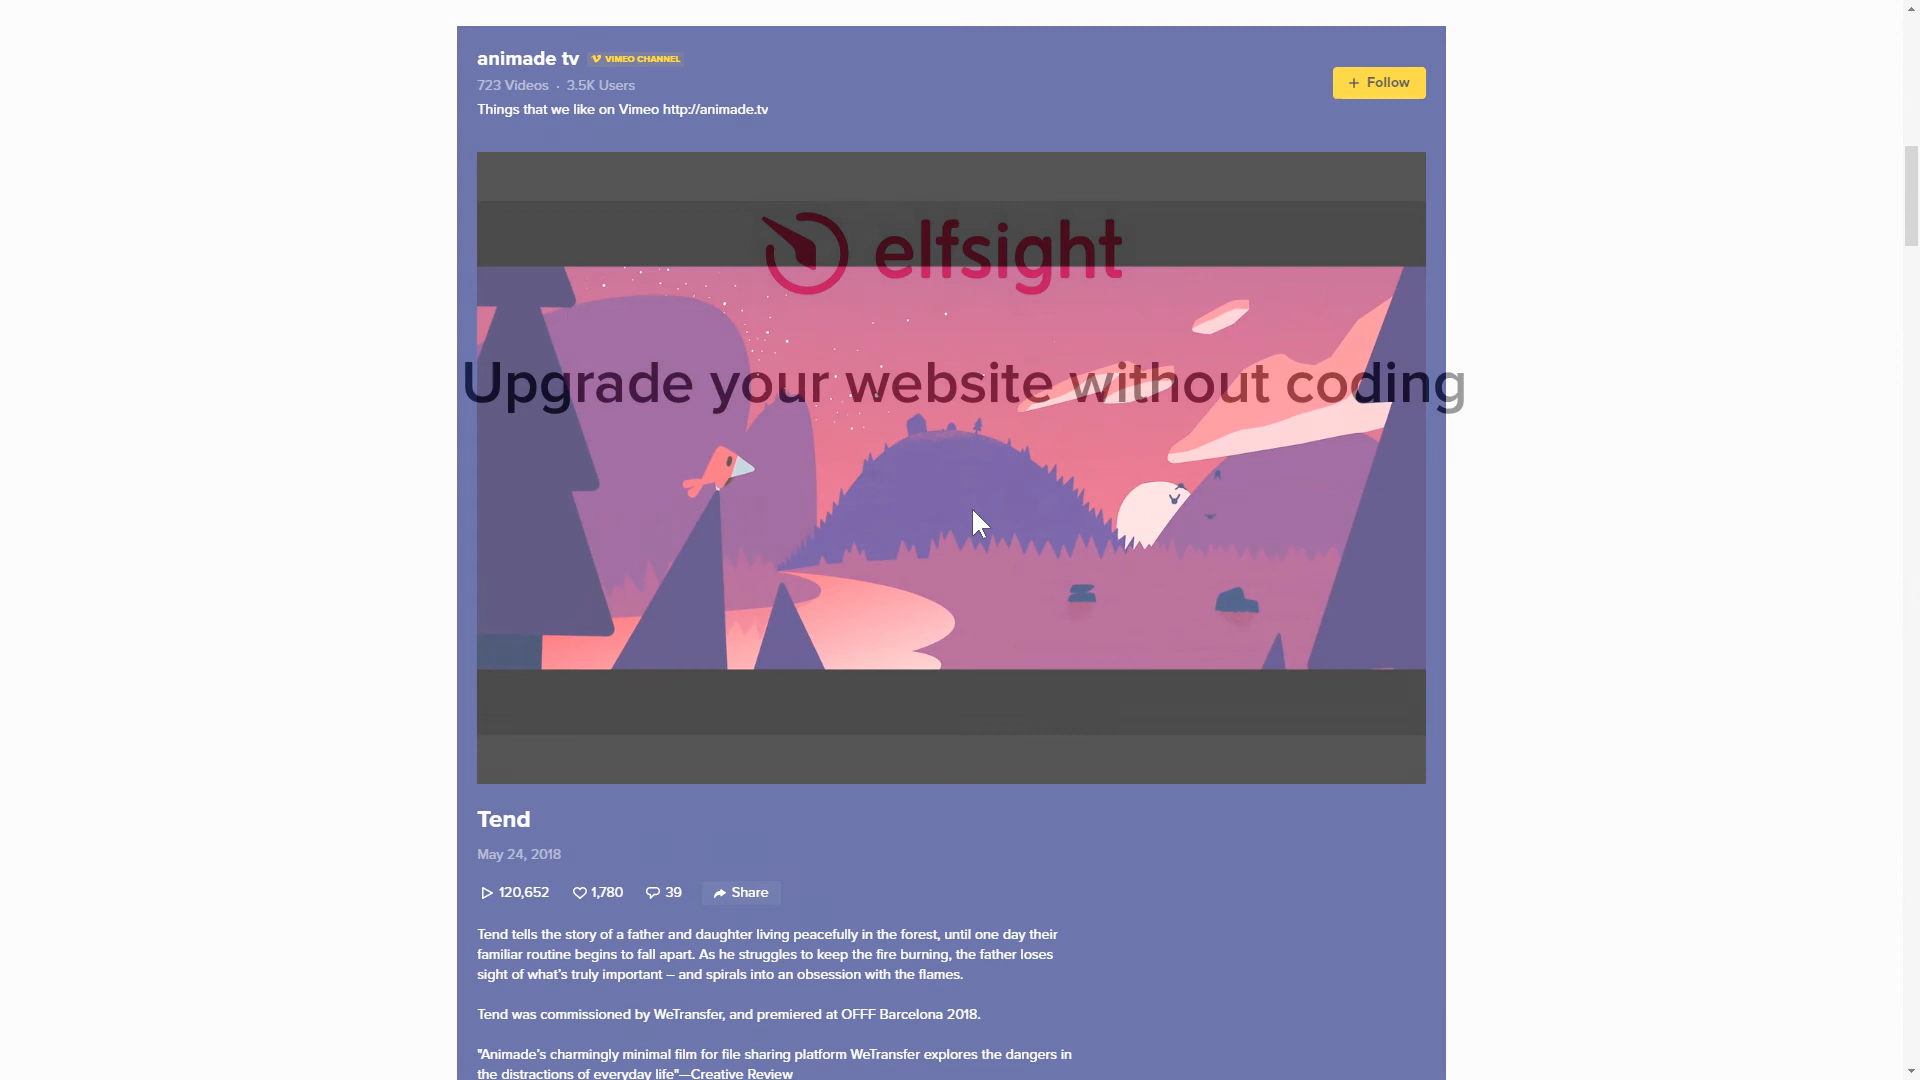 animade tv VIMEO CHANNEL
723 Videos · 3.5K Users
Things that we like on Vimeo http://animade.tv
+ Follow
elfsight
Upgrade your website without coding
Tend
May 24, 2018
120,652 1,780 39 Share
Tend tells the story of a father and daughter living peacefully in the forest, until one day their
familiar routine begins to fall apart. As he struggles to keep the fire burning, the father loses
sight of what's truly important – and spirals into an obsession with the flames.
Tend was commissioned by WeTransfer, and premiered at OFFF Barcelona 2018.
"Animade's charmingly minimal film for file sharing platform WeTransfer explores the dangers in
the distractions of everyday life"—Creative Review